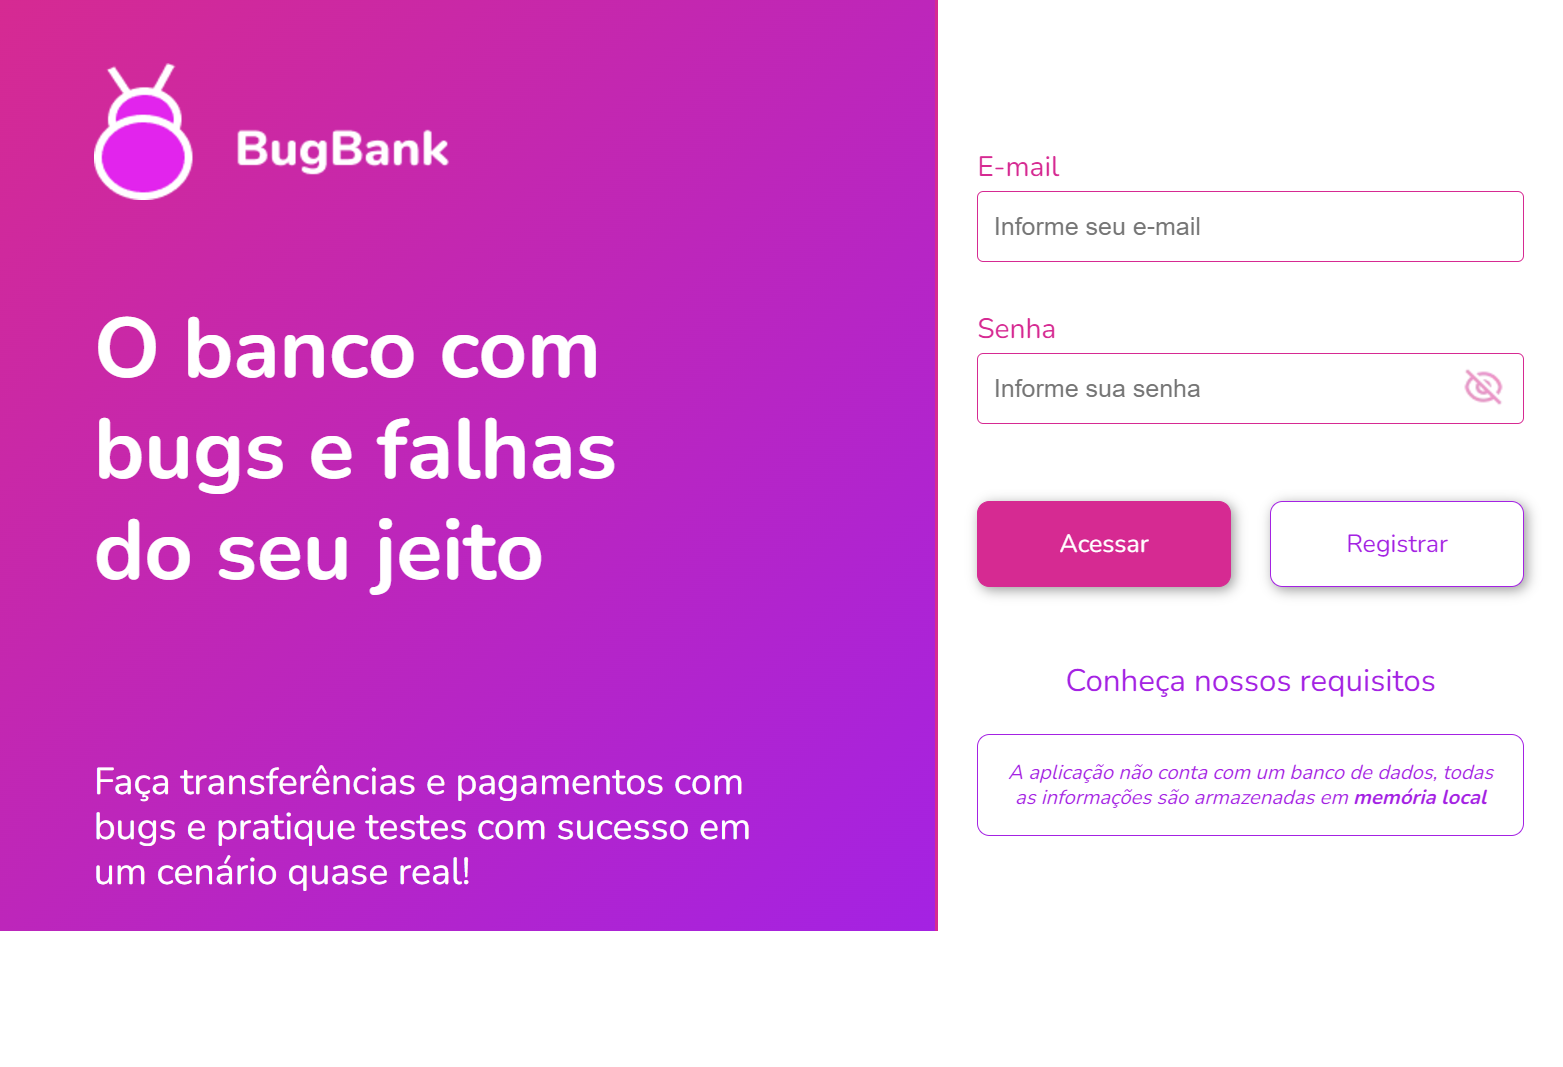 BugBank
O banco com
bugs e falhas
do seu jeito
Faça transferências e pagamentos com
bugs e pratique testes com sucesso em
um cenário quase real!
E-mail
Informe seu e-mail
Senha
Informe sua senha
Acessar
Registrar
Conheça nossos requisitos
A aplicação não conta com um banco de dados, todas
as informações são armazenadas em memória local